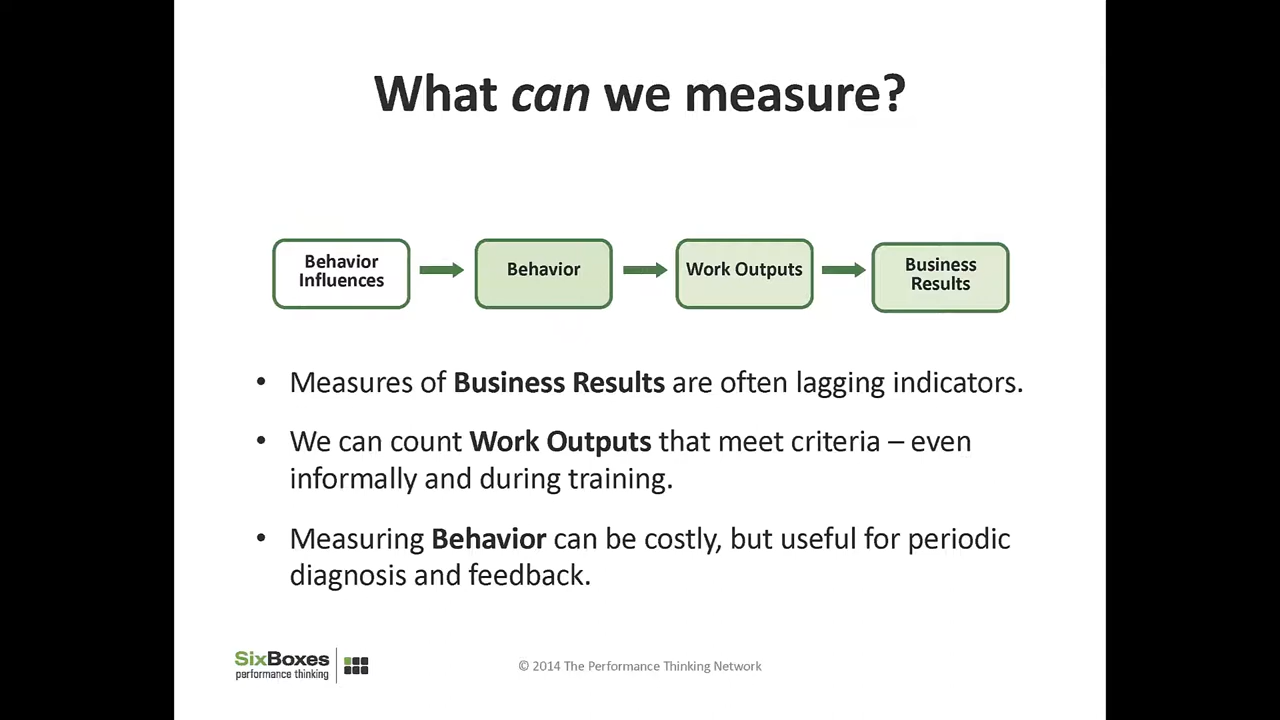 What can we measure?
Behavior
Influences
Behavior
Work Outputs
Business
Results
• Measures of Business Results are often lagging indicators.
• We can count Work Outputs that meet criteria – even
informally and during training.
• Measuring Behavior can be costly, but useful for periodic
diagnosis and feedback.
SixBoxes
performance thinking
© 2014 The Performance Thinking Network